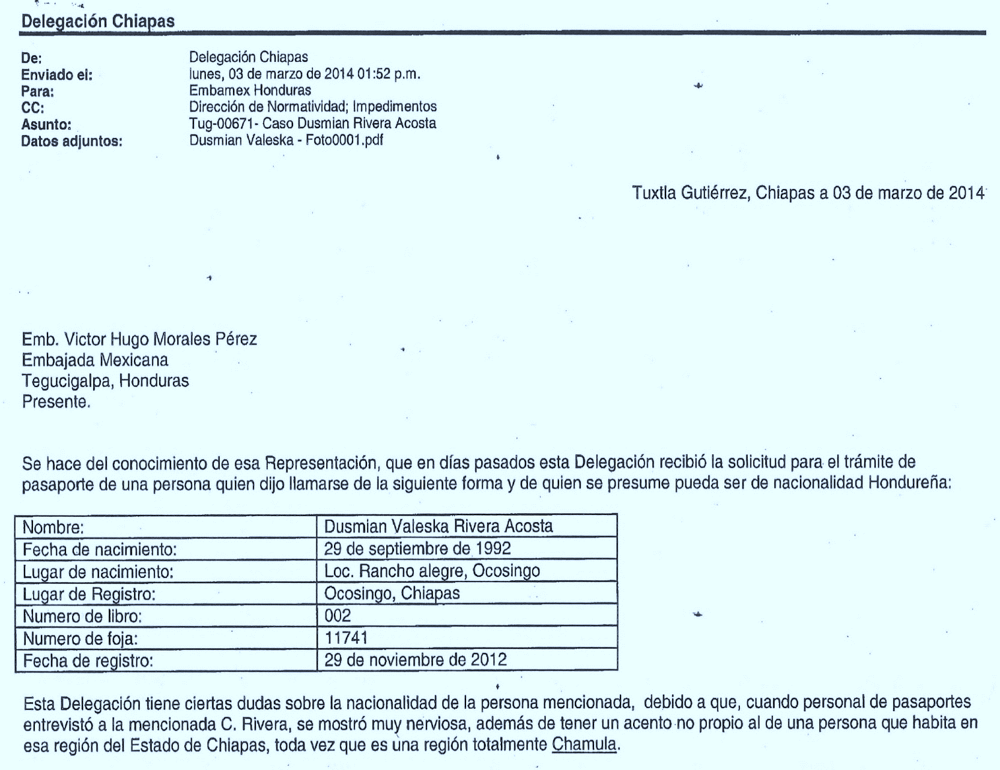 Delegación Chiapas
De: Delegación Chiapas
Enviado el: lunes, 03 de marzo de 2014 01:52 p.m.
Para: Embamex Honduras
CC: Dirección de Normatividad; Impedimentos
Asunto: Tug-00671- Caso Dusmian Rivera Acosta
Datos adjuntos: Dusmian Valeska - Foto0001.pdf
Tuxtla Gutiérrez, Chiapas a 03 de marzo de 2014
Emb. Victor Hugo Morales Pérez
Embajada Mexicana
Tegucigalpa, Honduras
Presente.
Se hace del conocimiento de esa Representación, que en días pasados esta Delegación recibió la solicitud para el trámite de
pasaporte de una persona quien dijo llamarse de la siguiente forma y de quien se presume pueda ser de nacionalidad Hondureña:
Nombre: Dusmian Valeska Rivera Acosta
Fecha de nacimiento: 29 de septiembre de 1992
Lugar de nacimiento: Loc. Rancho alegre, Ocosingo
Lugar de Registro: Ocosingo, Chiapas
Numero de libro: 002
Numero de foja: 11741
Fecha de registro: 29 de noviembre de 2012
Esta Delegación tiene ciertas dudas sobre la nacionalidad de la persona mencionada, debido a que, cuando personal de pasaportes
entrevistó a la mencionada C. Rivera, se mostró muy nerviosa, además de tener un acento no propio al de una persona que habita en
esa región del Estado de Chiapas, toda vez que es una región totalmente Chamula.